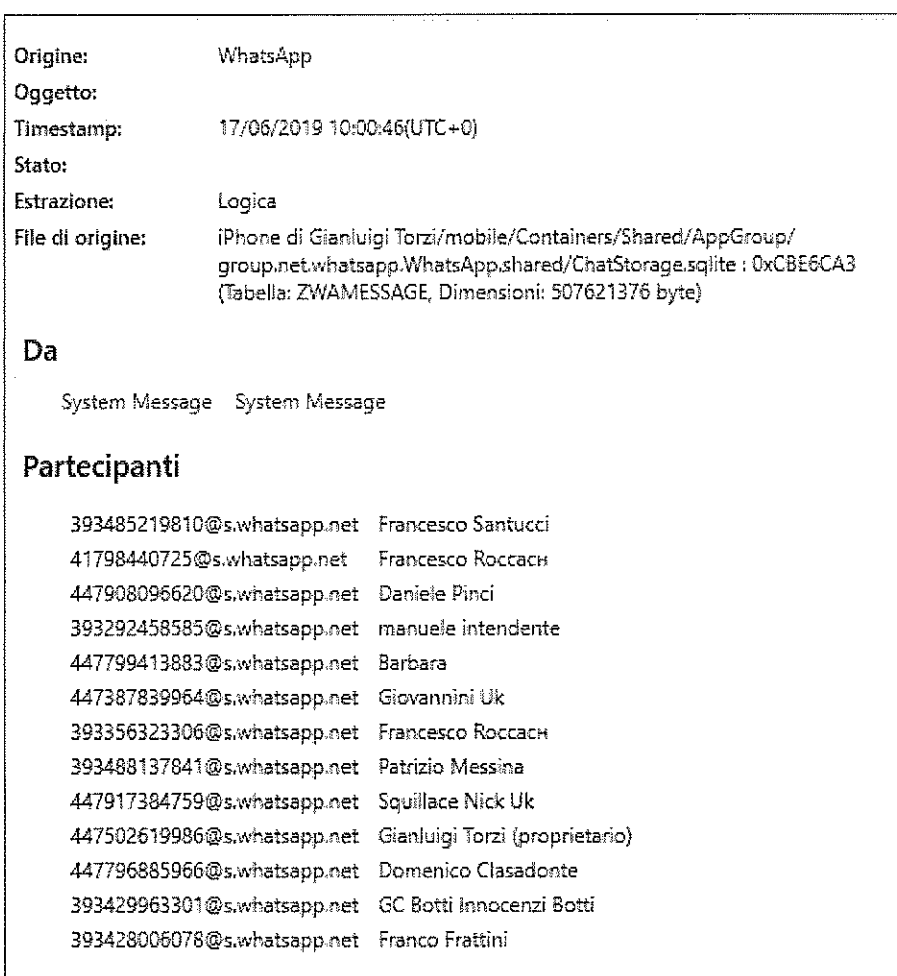 Origine: WhatsApp
Oggetto:
Timestamp: 17/06/2019 10:00:46(UTC+0)
Stato:
Estrazione: Logica
File di origine: iPhone di Gianluigi Torzi/mobile/Containers/Shared/AppGroup/
group.net.whatsapp.WhatsApp.shared/ChatStorage.sqlite : 0xCBE6CA3
(Tabella: ZWAMESSAGE, Dimensioni: 507621376 byte)
Da
System Message System Message
Partecipanti
393485219810@s.whatsapp.net Francesco Santucci
41798440725@s.whatsapp.net Francesco Roccacн
447908096620@s.whatsapp.net Daniele Pinci
393292458585@s.whatsapp.net manuele intendente
447799413883@s.whatsapp.net Barbara
447387839964@s.whatsapp.net Giovannini Uk
393356323306@s.whatsapp.net Francesco Roccacн
393488137841@s.whatsapp.net Patrizio Messina
447917384759@s.whatsapp.net Squillace Nick Uk
447502619986@s.whatsapp.net Gianluigi Torzi (proprietario)
447796885966@s.whatsapp.net Domenico Clasadonte
393429963301@s.whatsapp.net GC Botti Innocenzi Botti
393428006078@s.whatsapp.net Franco Frattini